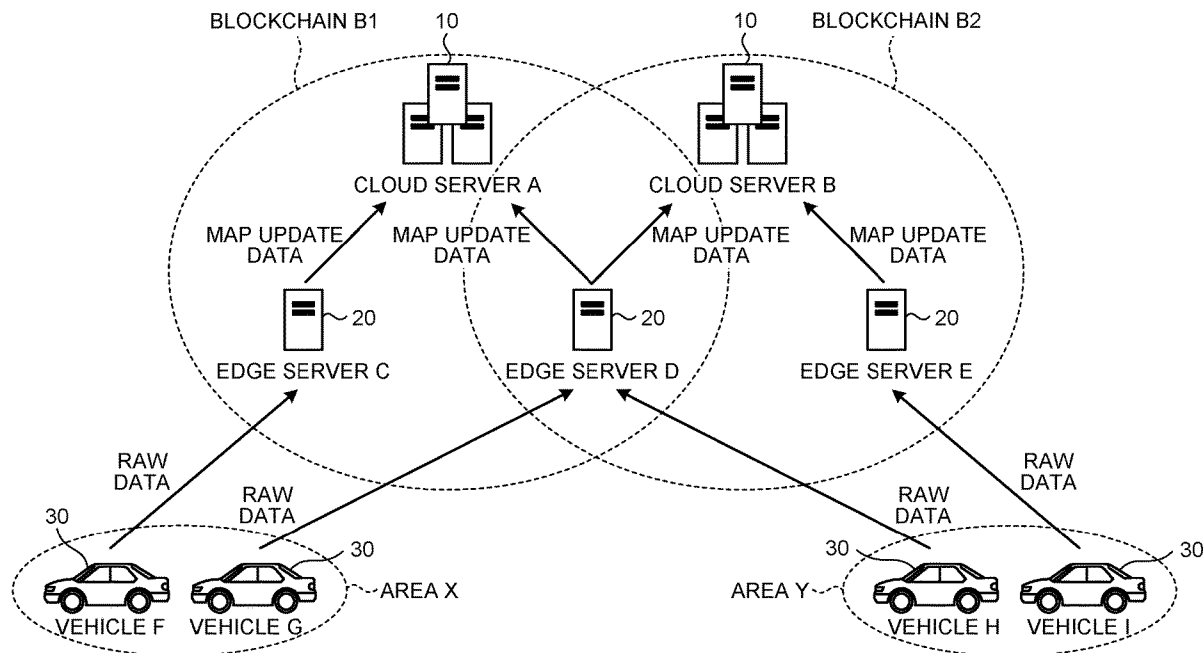 BLOCKCHAIN B1
10
10
BLOCKCHAIN B2
CLOUD SERVER A
CLOUD SERVER B
MAP UPDATE
DATA
MAP UPDATE
DATA
MAP UPDATE
DATA
MAP UPDATE
DATA
20
20
20
EDGE SERVER C
EDGE SERVER D
EDGE SERVER E
RAW
DATA
RAW
DATA
RAW
DATA
RAW
DATA
30
30
30
30
AREA X
AREA Y
VEHICLE F
VEHICLE G
VEHICLE H
VEHICLE I